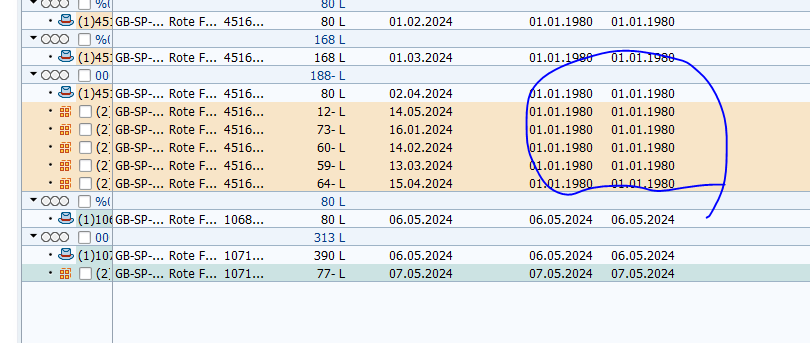 %( 80 L
(1)451 GB-SP-... Rote F... 4516... 80 L 01.02.2024 01.01.1980 01.01.1980
%( 168 L
(1)451 GB-SP-... Rote F... 4516... 168 L 01.03.2024 01.01.1980 01.01.1980
00 188- L
(1)451 GB-SP-... Rote F... 4516... 80 L 02.04.2024 01.01.1980 01.01.1980
(2) GB-SP-... Rote F... 4516... 12- L 14.05.2024 01.01.1980 01.01.1980
(2) GB-SP-... Rote F... 4516... 73- L 16.01.2024 01.01.1980 01.01.1980
(2) GB-SP-... Rote F... 4516... 60- L 14.02.2024 01.01.1980 01.01.1980
(2) GB-SP-... Rote F... 4516... 59- L 13.03.2024 01.01.1980 01.01.1980
(2) GB-SP-... Rote F... 4516... 64- L 15.04.2024 01.01.1980 01.01.1980
%( 80 L
(1)106 GB-SP-... Rote F... 1068... 80 L 06.05.2024 06.05.2024 06.05.2024
00 313 L
(1)107 GB-SP-... Rote F... 1071... 390 L 06.05.2024 06.05.2024 06.05.2024
(2) GB-SP-... Rote F... 1071... 77- L 07.05.2024 07.05.2024 07.05.2024